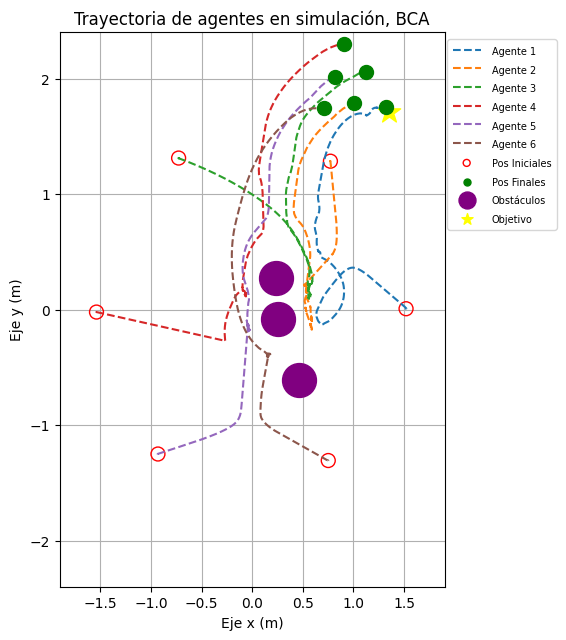 Trayectoria de agentes en simulación, BCA
Agente 1
Agente 2
Agente 3
Agente 4
Agente 5
Agente 6
Pos Iniciales
Pos Finales
Obstáculos
Objetivo
2
1
0
−1
−2
Eje y (m)
−1.5 −1.0 −0.5 0.0 0.5 1.0 1.5
Eje x (m)